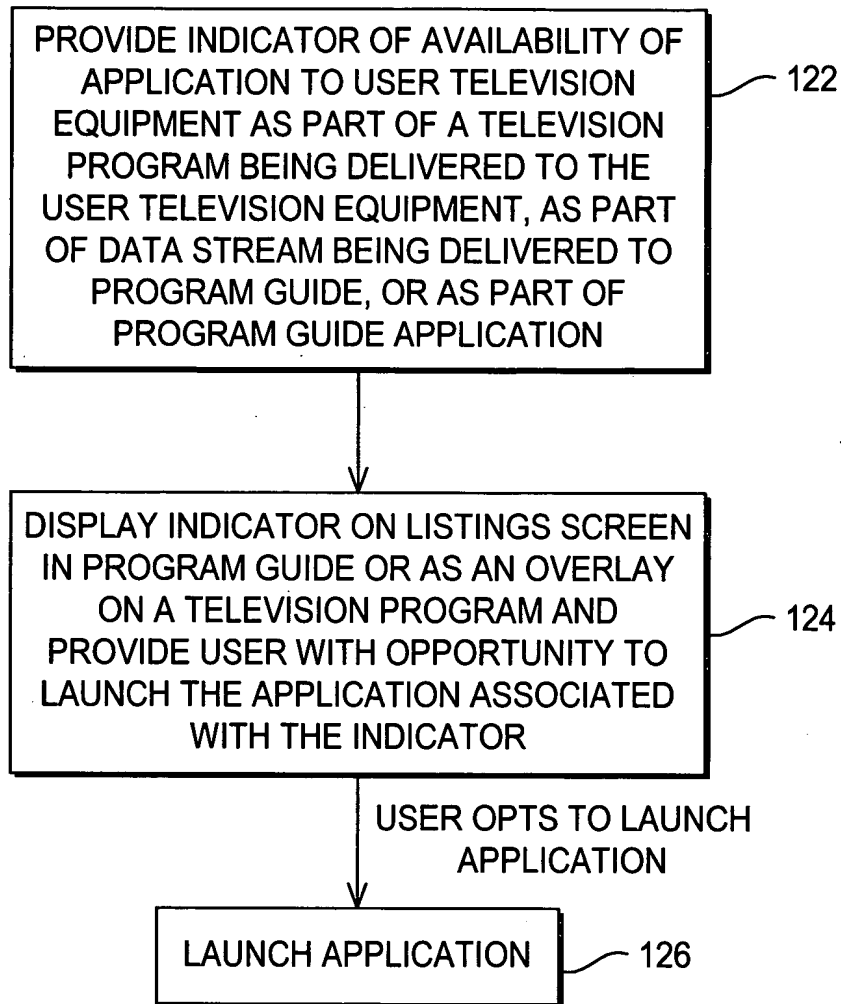 PROVIDE INDICATOR OF AVAILABILITY OF
APPLICATION TO USER TELEVISION
EQUIPMENT AS PART OF A TELEVISION
PROGRAM BEING DELIVERED TO THE
USER TELEVISION EQUIPMENT, AS PART
OF DATA STREAM BEING DELIVERED TO
PROGRAM GUIDE, OR AS PART OF
PROGRAM GUIDE APPLICATION
122
DISPLAY INDICATOR ON LISTINGS SCREEN
IN PROGRAM GUIDE OR AS AN OVERLAY
ON A TELEVISION PROGRAM AND
PROVIDE USER WITH OPPORTUNITY TO
LAUNCH THE APPLICATION ASSOCIATED
WITH THE INDICATOR
124
USER OPTS TO LAUNCH
APPLICATION
LAUNCH APPLICATION
126